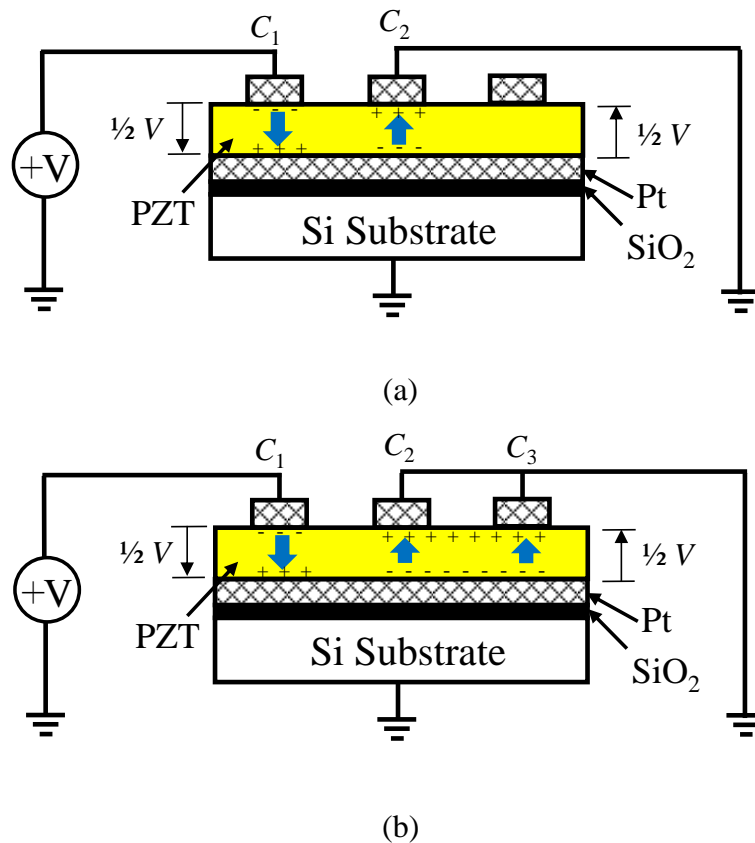 C₁ C₂
½ V ½ V
+V
- - - + + +
+ + + - - -
PZT Pt
Si Substrate SiO₂
(a)
C₁ C₂ C₃
½ V ½ V
+V
- - - + + + + + + + +
+ + + - - - - - - - - -
PZT Pt
Si Substrate SiO₂
(b)